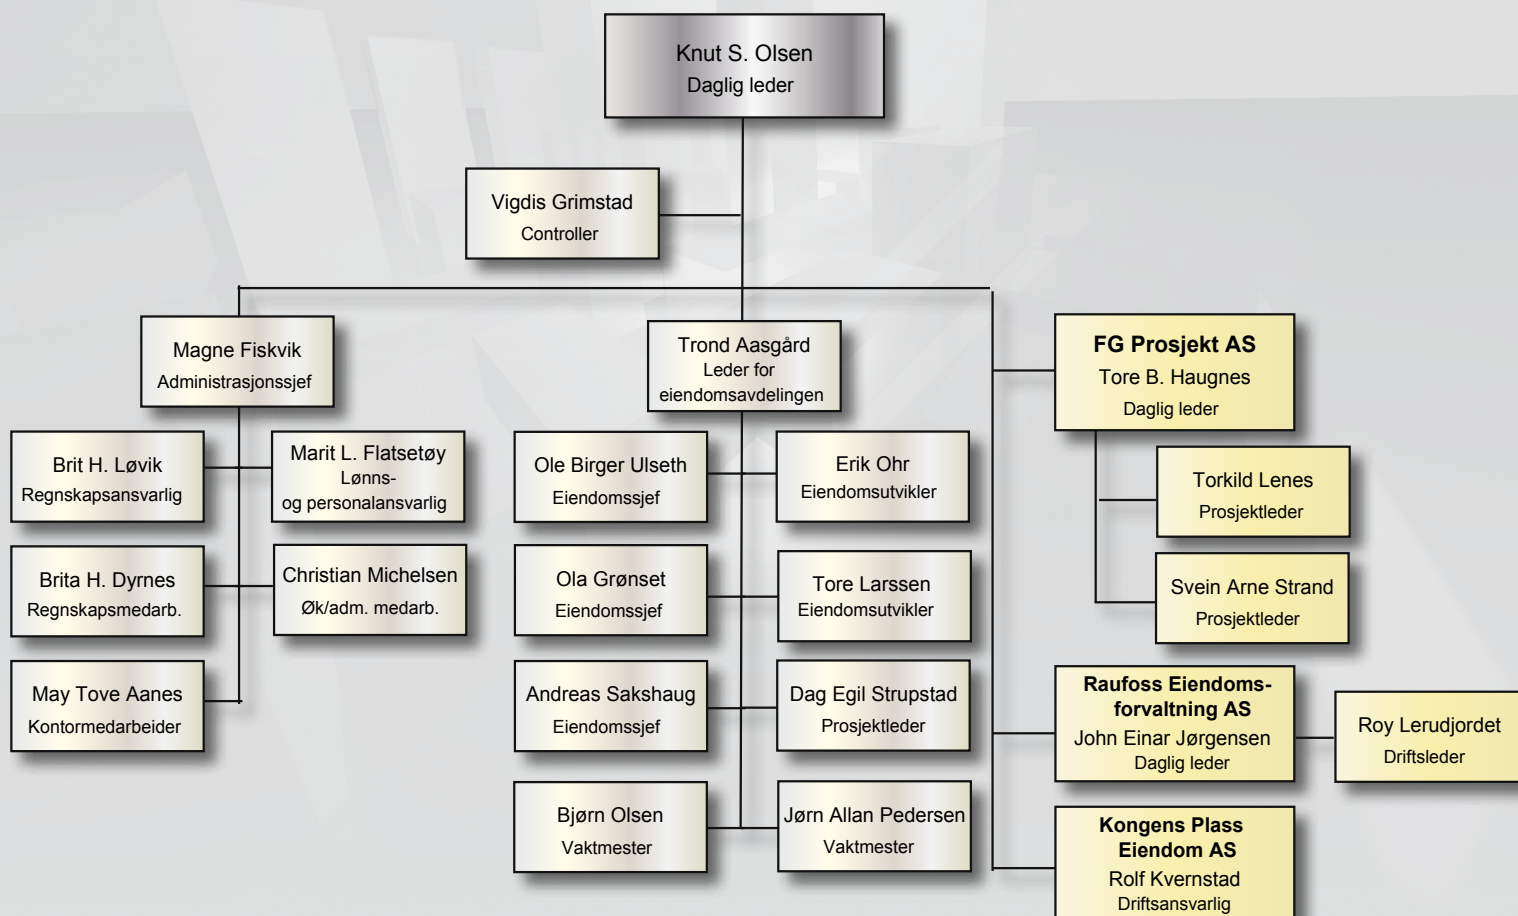 Knut S. Olsen
Daglig leder
Vigdis Grimstad
Controller
Magne Fiskvik
Administrasjonssjef
Brit H. Løvik
Regnskapsansvarlig
Marit L. Flatsetøy
Lønns-
og personalansvarlig
Brita H. Dyrnes
Regnskapsmedarb.
Christian Michelsen
Øk/adm. medarb.
May Tove Aanes
Kontormedarbeider
Trond Aasgård
Leder for
eiendomsavdelingen
Ole Birger Ulseth
Eiendomssjef
Erik Ohr
Eiendomsutvikler
Ola Grønset
Eiendomssjef
Tore Larssen
Eiendomsutvikler
Andreas Sakshaug
Eiendomssjef
Dag Egil Strupstad
Prosjektleder
Bjørn Olsen
Vaktmester
Jørn Allan Pedersen
Vaktmester
FG Prosjekt AS
Tore B. Haugnes
Daglig leder
Torkild Lenes
Prosjektleder
Svein Arne Strand
Prosjektleder
Raufoss Eiendoms-
forvaltning AS
John Einar Jørgensen
Daglig leder
Roy Lerudjordet
Driftsleder
Kongens Plass
Eiendom AS
Rolf Kvernstad
Driftsansvarlig